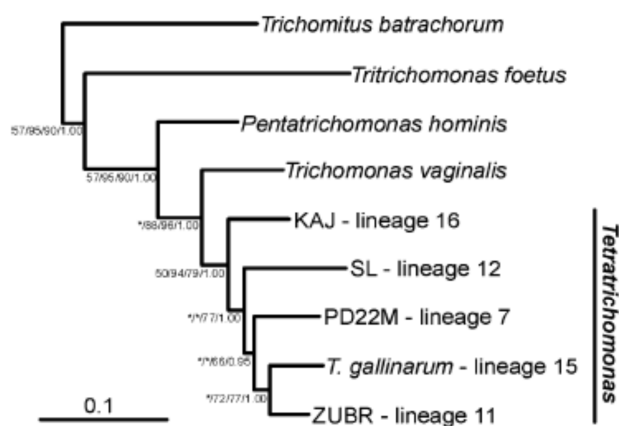 Trichomitus batrachorum
Tritrichomonas foetus
57/95/90/1.00
Pentatrichomonas hominis
57/95/90/1.00
Trichomonas vaginalis
*/88/96/1.00
KAJ - lineage 16
50/94/79/1.00
SL - lineage 12
*/*/77/1.00
PD22M - lineage 7
*/*/66/0.95
T. gallinarum - lineage 15
*/72/77/1.00
ZUBR - lineage 11
Tetratrichomonas
0.1